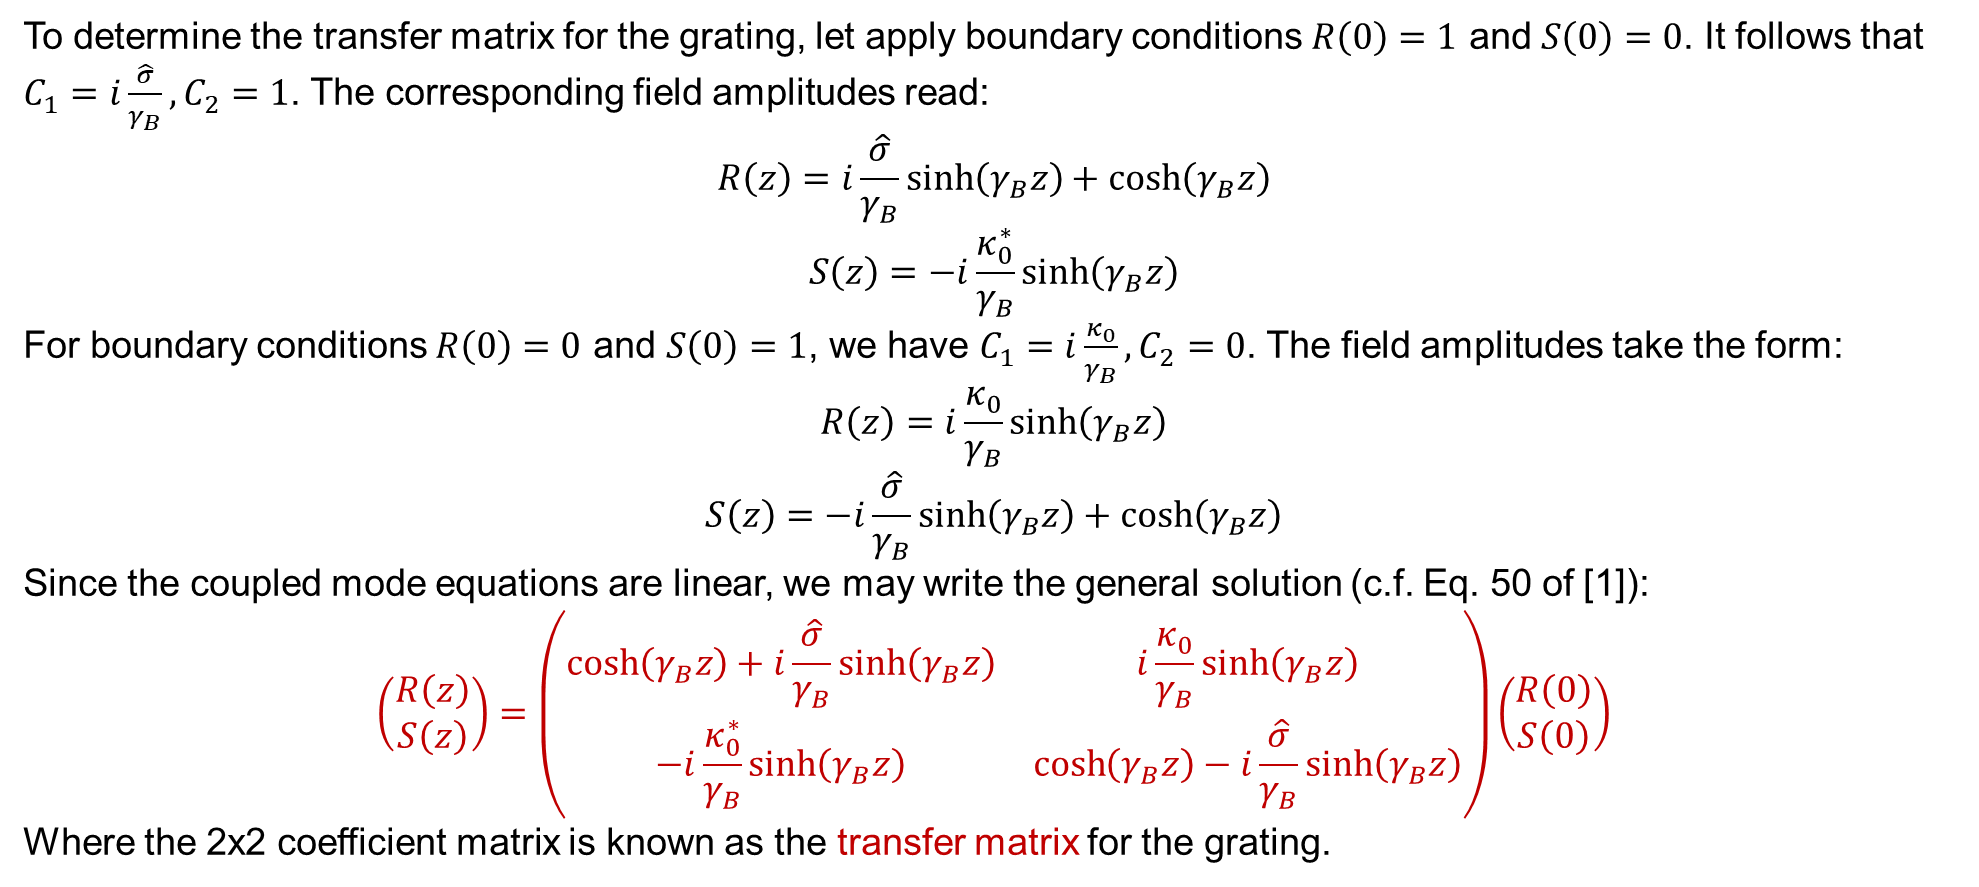 To determine the transfer matrix for the grating, let apply boundary conditions R(0) = 1 and S(0) = 0. It follows that
C₁ = i σ̂/γ_B, C₂ = 1. The corresponding field amplitudes read:
R(z) = i σ̂/γ_B sinh(γ_B z) + cosh(γ_B z)
S(z) = −i κ₀*/γ_B sinh(γ_B z)
For boundary conditions R(0) = 0 and S(0) = 1, we have C₁ = i κ₀/γ_B, C₂ = 0. The field amplitudes take the form:
R(z) = i κ₀/γ_B sinh(γ_B z)
S(z) = −i σ̂/γ_B sinh(γ_B z) + cosh(γ_B z)
Since the coupled mode equations are linear, we may write the general solution (c.f. Eq. 50 of [1]):
(R(z) S(z)) = (cosh(γ_B z) + i σ̂/γ_B sinh(γ_B z) i κ₀/γ_B sinh(γ_B z) −i κ₀*/γ_B sinh(γ_B z) cosh(γ_B z) − i σ̂/γ_B sinh(γ_B z)) (R(0) S(0))
Where the 2x2 coefficient matrix is known as the transfer matrix for the grating.